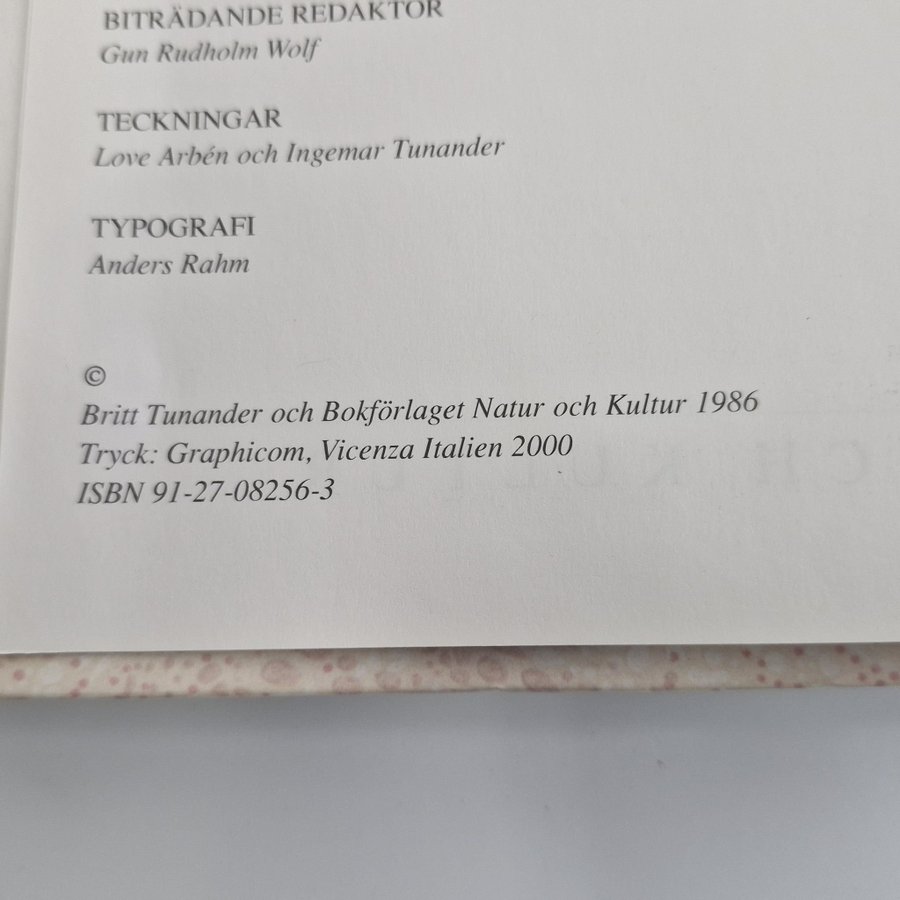 BITRÄDANDE REDAKTÖR
Gun Rudholm Wolf
TECKNINGAR
Love Arbén och Ingemar Tunander
TYPOGRAFI
Anders Rahm
©
Britt Tunander och Bokförlaget Natur och Kultur 1986
Tryck: Graphicom, Vicenza Italien 2000
ISBN 91-27-08256-3